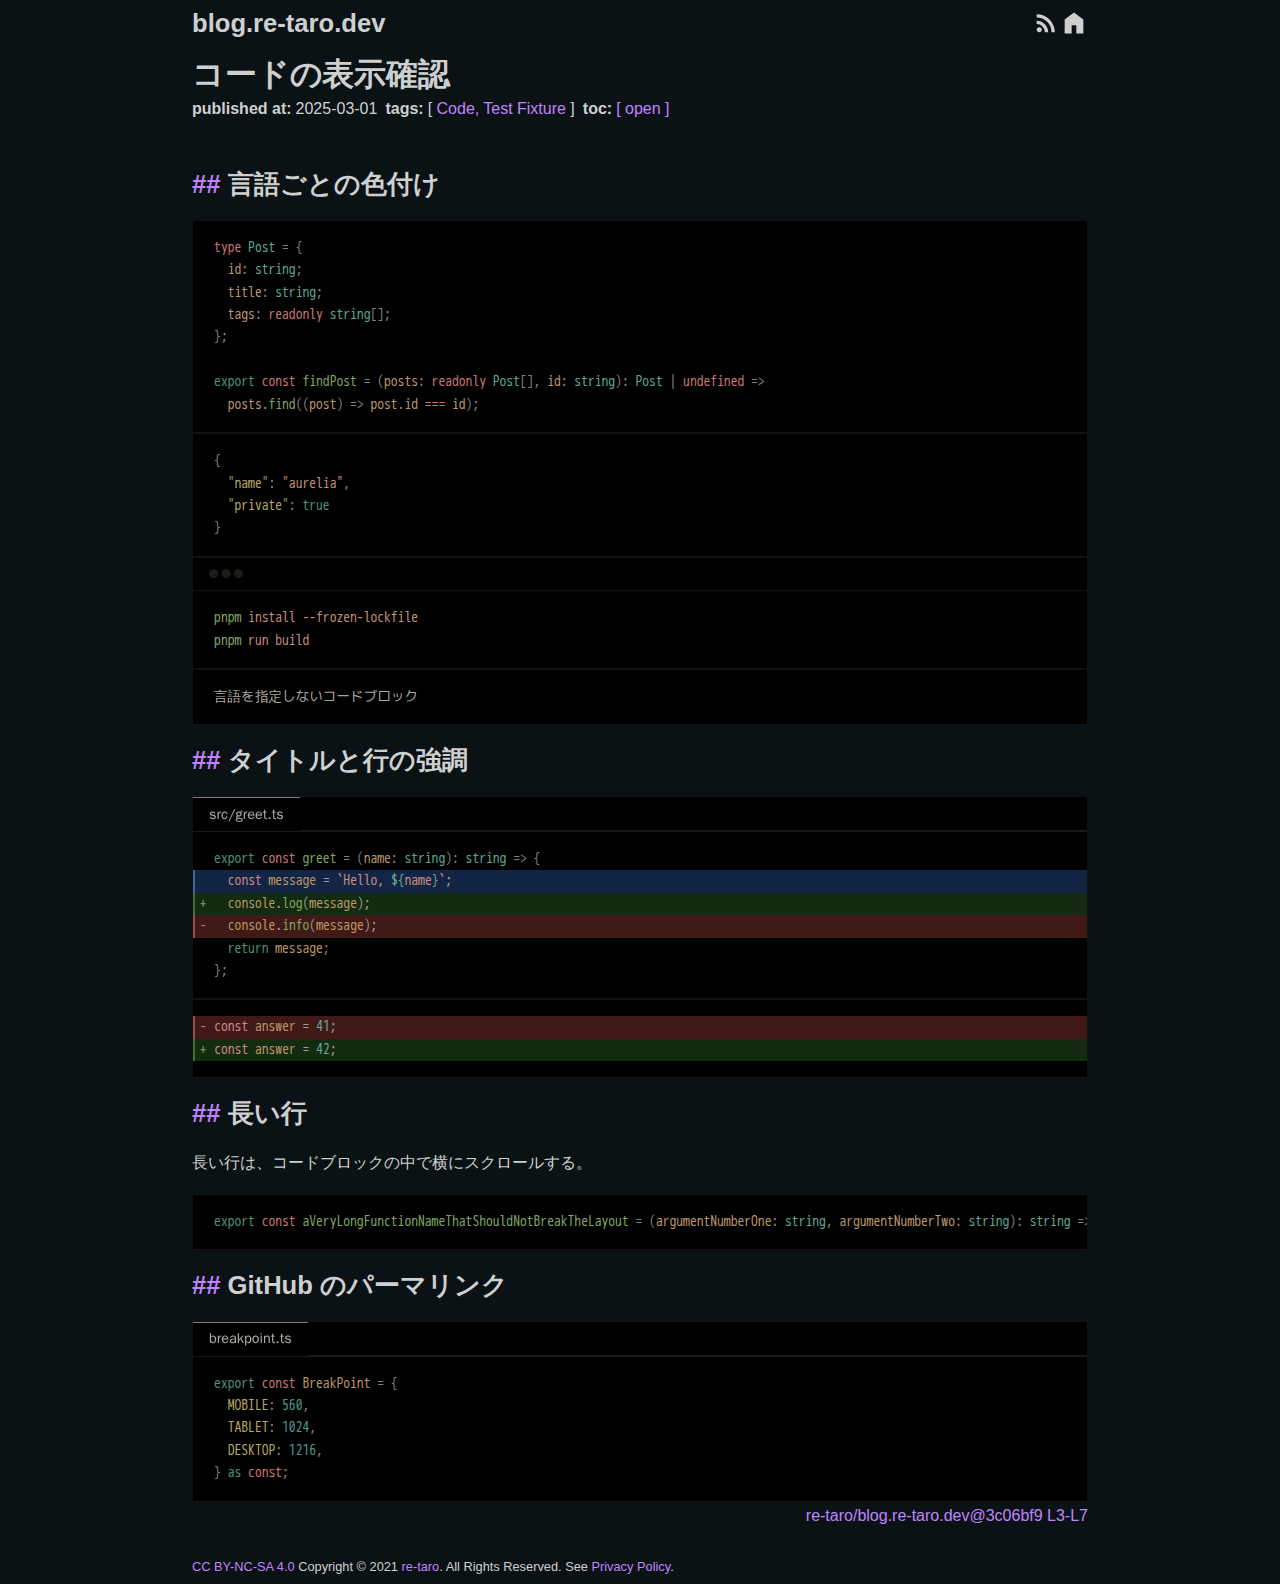 blog.re-taro.dev
コードの表示確認
published at: 2025-03-01 tags: [ Code, Test Fixture ] toc: [ open ]
## 言語ごとの色付け
type Post = {
  id: string;
  title: string;
  tags: readonly string[];
};
export const findPost = (posts: readonly Post[], id: string): Post | undefined =>
  posts.find((post) => post.id === id);
{
  "name": "aurelia",
  "private": true
}
pnpm install --frozen-lockfile
pnpm run build
言語を指定しないコードブロック
## タイトルと行の強調
src/greet.ts
export const greet = (name: string): string => {
  const message = `Hello, ${name}`;
+   console.log(message);
-   console.info(message);
  return message;
};
- const answer = 41;
+ const answer = 42;
## 長い行
長い行は、コードブロックの中で横にスクロールする。
export const aVeryLongFunctionNameThatShouldNotBreakTheLayout = (argumentNumberOne: string, argumentNumberTwo: string): string =>
## GitHub のパーマリンク
breakpoint.ts
export const BreakPoint = {
  MOBILE: 560,
  TABLET: 1024,
  DESKTOP: 1216,
} as const;
re-taro/blog.re-taro.dev@3c06bf9 L3-L7
CC BY-NC-SA 4.0 Copyright © 2021 re-taro. All Rights Reserved. See Privacy Policy.